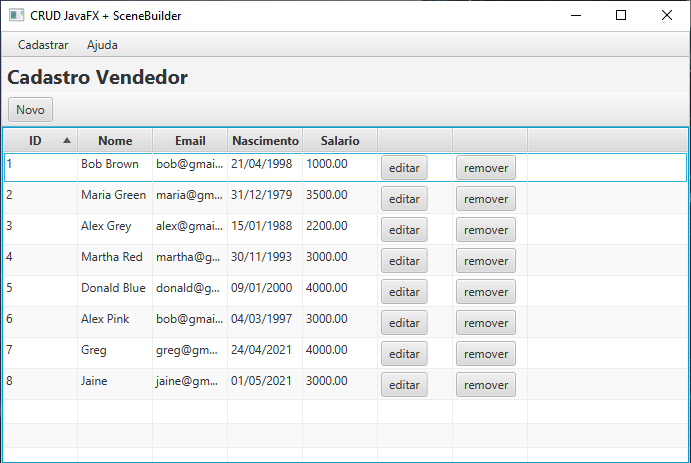 CRUD JavaFX + SceneBuilder
Cadastrar Ajuda
Cadastro Vendedor
Novo
ID Nome Email Nascimento Salario
1 Bob Brown bob@gmai... 21/04/1998 1000.00 editar remover
2 Maria Green maria@gm... 31/12/1979 3500.00 editar remover
3 Alex Grey alex@gmai... 15/01/1988 2200.00 editar remover
4 Martha Red martha@g... 30/11/1993 3000.00 editar remover
5 Donald Blue donald@g... 09/01/2000 4000.00 editar remover
6 Alex Pink bob@gmai... 04/03/1997 3000.00 editar remover
7 Greg greg@gm... 24/04/2021 4000.00 editar remover
8 Jaine jaine@gm... 01/05/2021 3000.00 editar remover